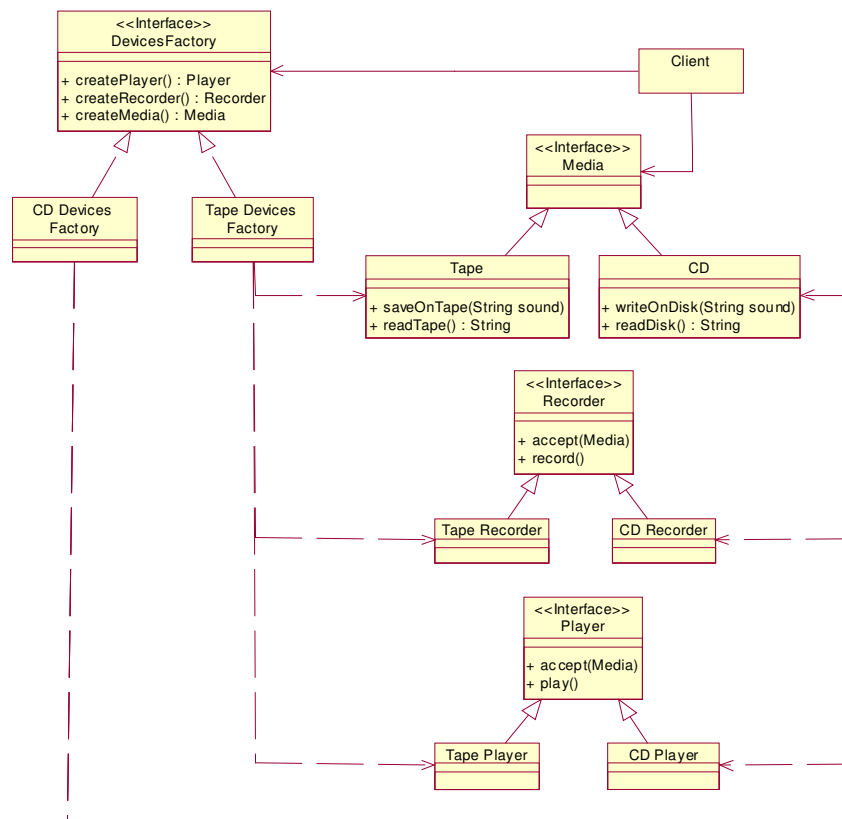 <<Interface>>
DevicesFactory
+ createPlayer() : Player
+ createRecorder() : Recorder
+ createMedia() : Media
Client
<<Interface>>
Media
CD Devices
Factory
Tape Devices
Factory
Tape
+ saveOnTape(String sound)
+ readTape() : String
CD
+ writeOnDisk(String sound)
+ readDisk() : String
<<Interface>>
Recorder
+ accept(Media)
+ record()
Tape Recorder
CD Recorder
<<Interface>>
Player
+ accept(Media)
+ play()
Tape Player
CD Player